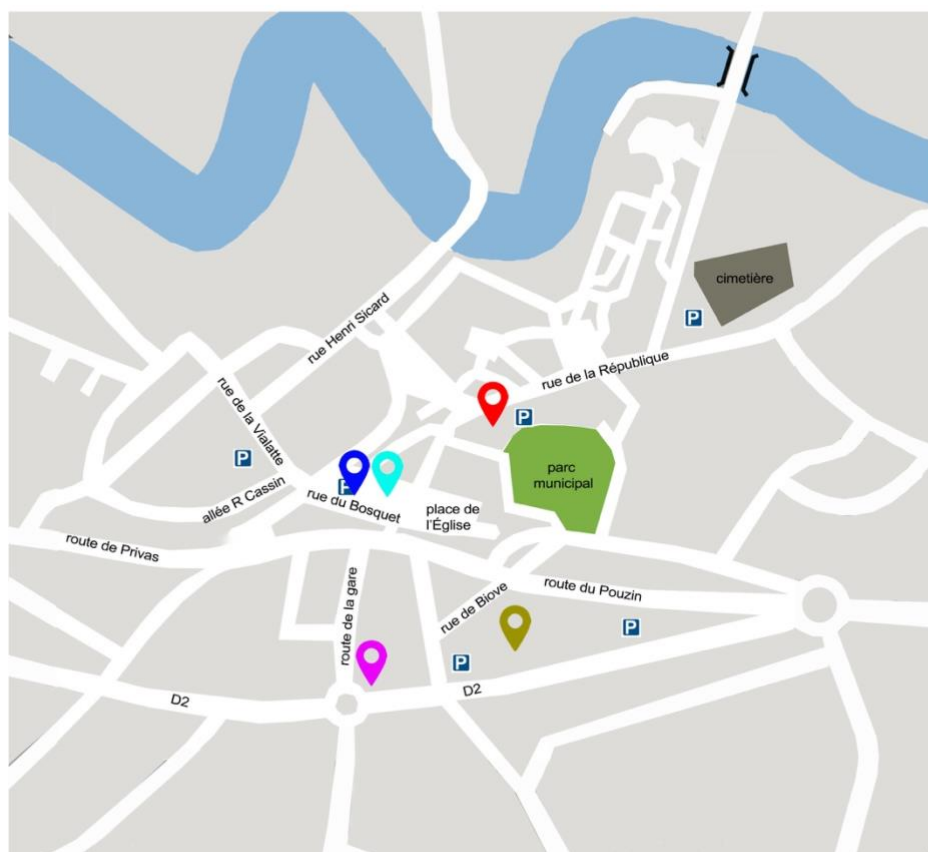 cimetière
P
rue Henri Sicard
rue de la République
rue de la Vialatte
P
parc
municipal
P
P
allée R Cassin
rue du Bosquet
place de
l'Église
route de Privas
route de la gare
rue de Biove
route du Pouzin
P
P
D2
D2